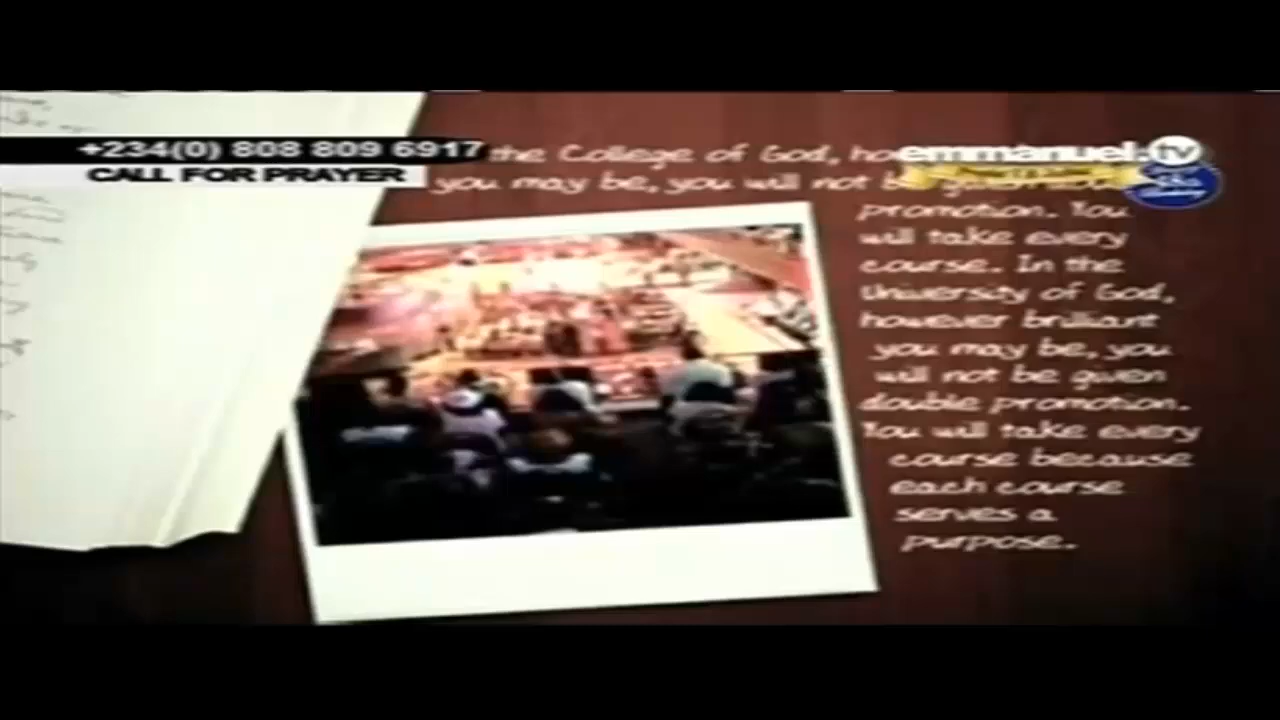 +234(0) 808 809 6917
CALL FOR PRAYER
emmanuel.tv
the College of God,
you may be, you will not
promotion. You
will take every
course. In the
University of God,
however brilliant
you may be, you
will not be given
double promotion.
You will take every
course because
each course
serves a
purpose.